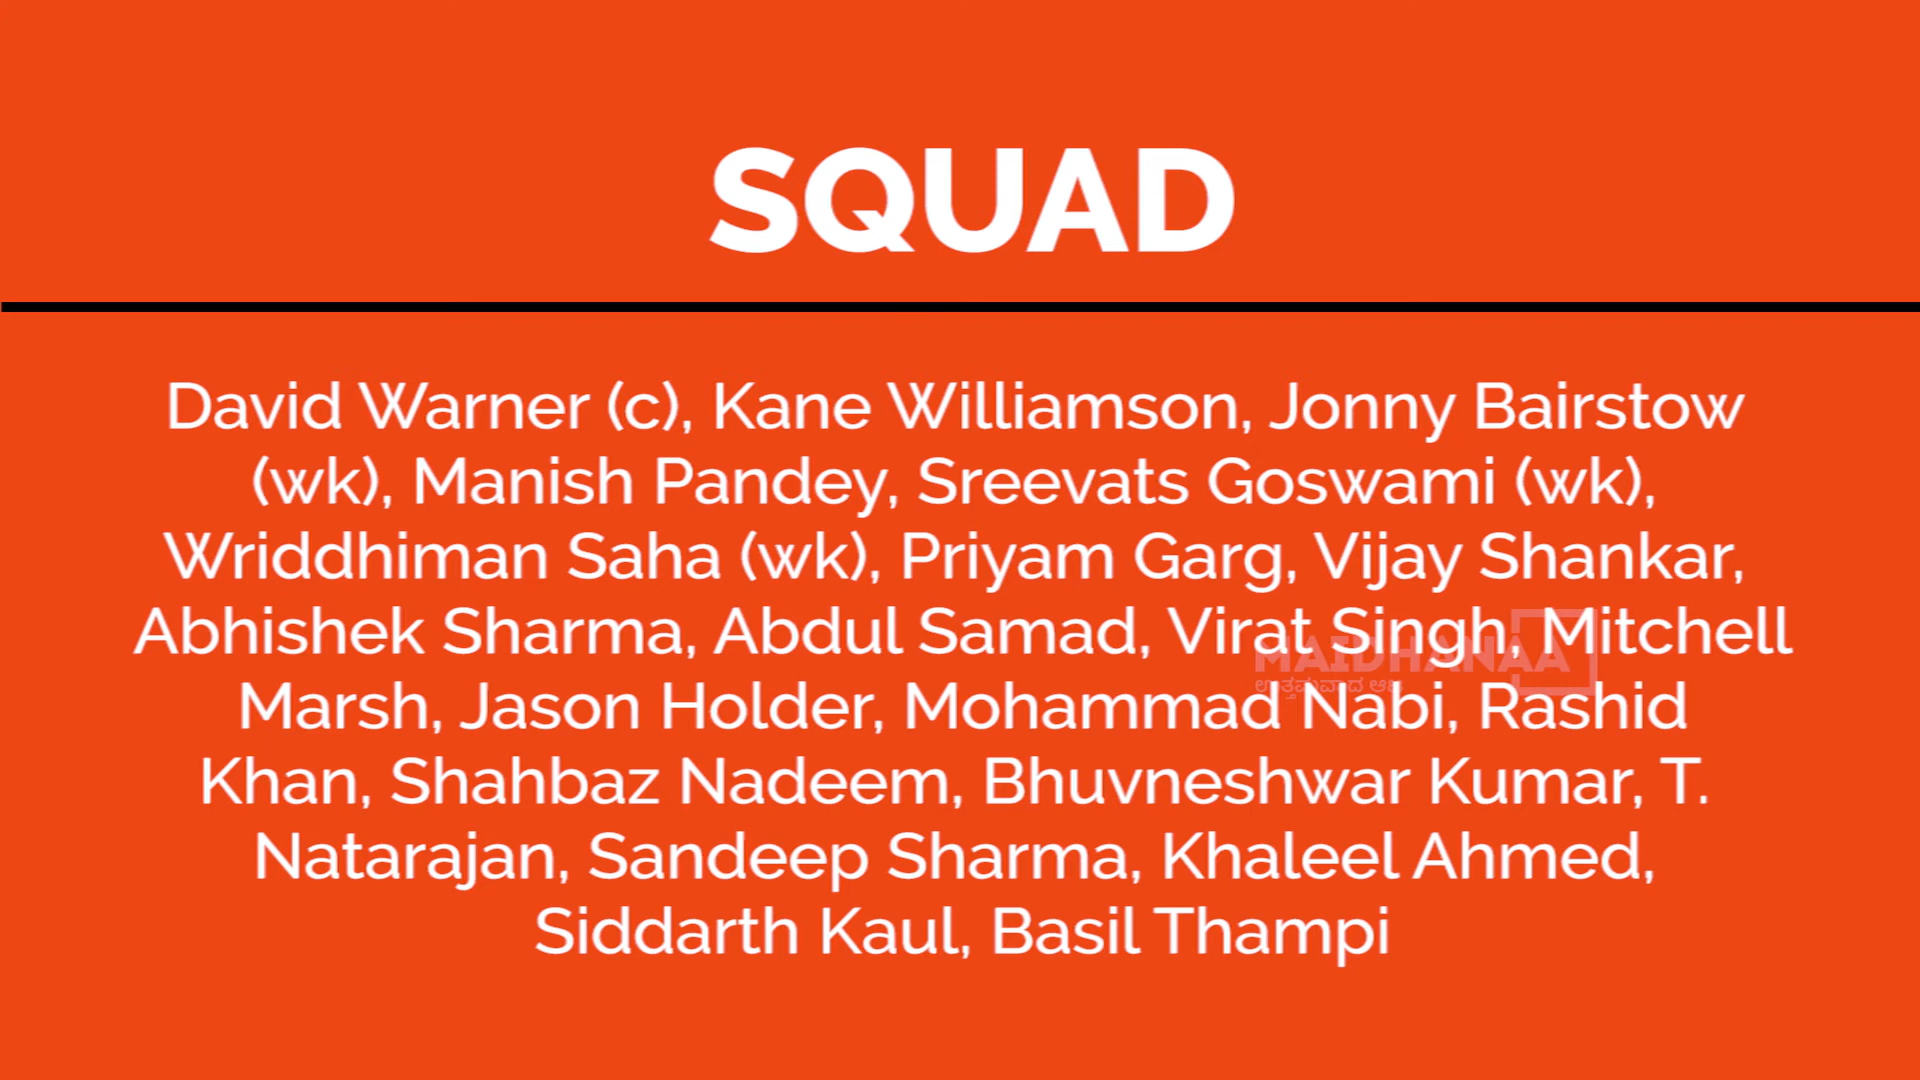 SQUAD
David Warner (c), Kane Williamson, Jonny Bairstow
(wk), Manish Pandey, Sreevats Goswami (wk),
Wriddhiman Saha (wk), Priyam Garg, Vijay Shankar,
Abhishek Sharma, Abdul Samad, Virat Singh, Mitchell
MAIDHANAA
Marsh, Jason Holder, Mohammad Nabi, Rashid
Khan, Shahbaz Nadeem, Bhuvneshwar Kumar, T.
Natarajan, Sandeep Sharma, Khaleel Ahmed,
Siddarth Kaul, Basil Thampi